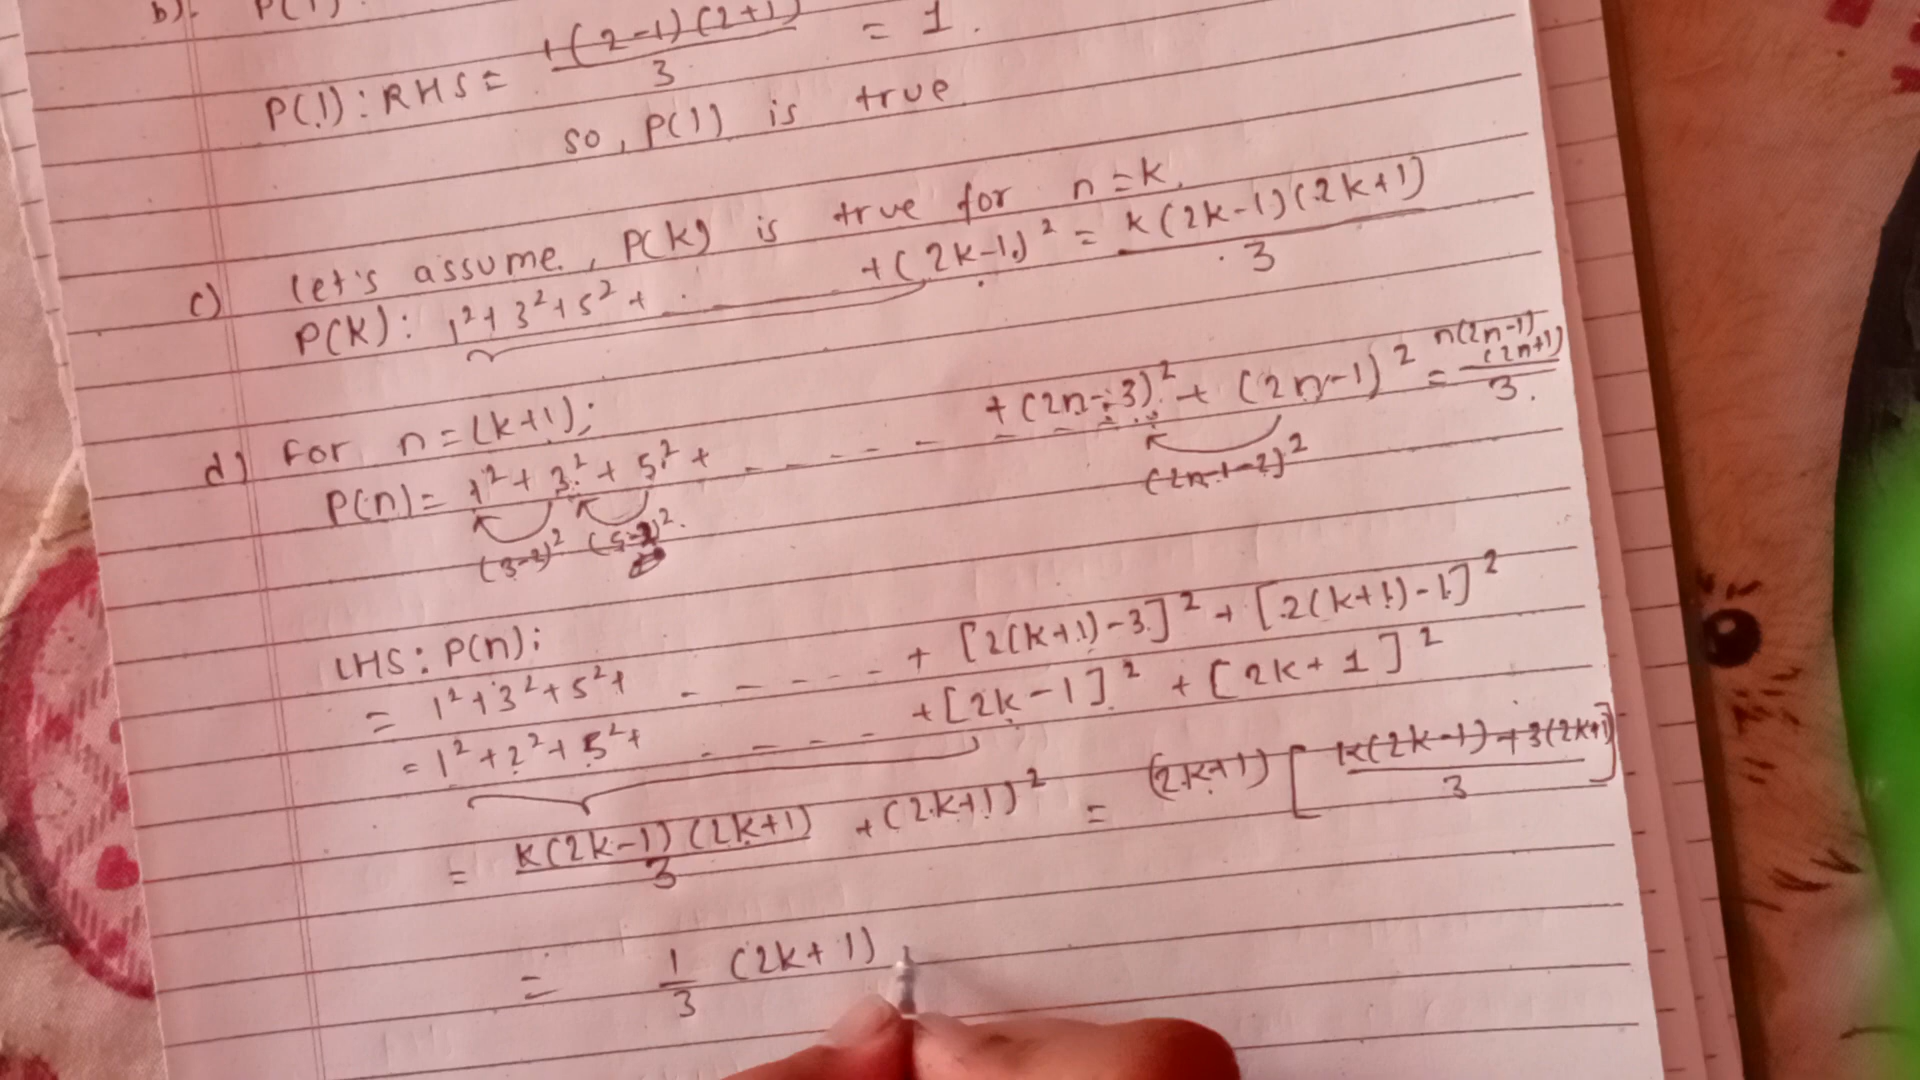 b). P(1)
P(1): RHS = 1(2-1)(2+1)/3 = 1.
so, P(1) is true
c) let's assume, P(k) is true for n=k.
P(k): 1²+3²+5²+ . +(2k-1)² = k(2k-1)(2k+1)/3
d) For n=(k+1);
P(n)= 1²+3²+5²+ - - - - - - - - +(2n-3)²+(2n-1)² = n(2n-1)(2n+1)/3.
(3-2)² (5-2)². (2n-1-2)²
LHS: P(n):
= 1²+3²+5²+ - - - - - + [2(k+1)-3]²+[2(k+1)-1]²
= 1²+2²+5²+ - - - - +[2k-1]² +[2k+1]²
= k(2k-1)(2k+1)/3 +(2k+1)² = (2k+1)[k(2k-1)+3(2k+1)/3]
= 1/3 (2k+1)